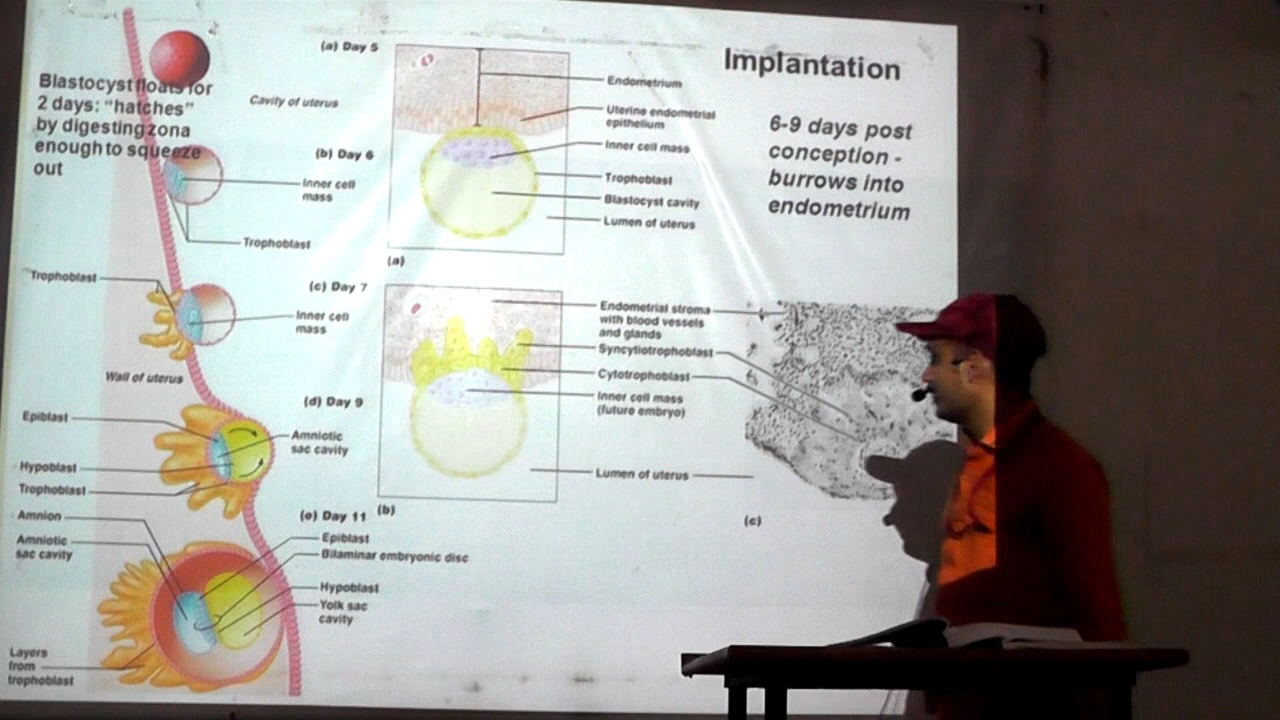 Implantation
6-9 days post
conception -
burrows into
endometrium
Blastocyst floats for
2 days: “hatches”
by digesting zona
enough to squeeze
out
(a) Day 5
Cavity of uterus
(b) Day 6
Inner cell
mass
Trophoblast
Trophoblast
(c) Day 7
Inner cell
mass
Wall of uterus
(d) Day 9
Epiblast
Amniotic
sac cavity
Hypoblast
Trophoblast
(e) Day 11
Amnion
Amniotic
sac cavity
Epiblast
Bilaminar embryonic disc
Hypoblast
Yolk sac
cavity
Layers
from
trophoblast
Endometrium
Uterine endometrial
epithelium
Inner cell mass
Trophoblast
Blastocyst cavity
Lumen of uterus
(a)
Endometrial stroma
with blood vessels
and glands
Syncytiotrophoblast
Cytotrophoblast
Inner cell mass
(future embryo)
Lumen of uterus
(b)
(c)